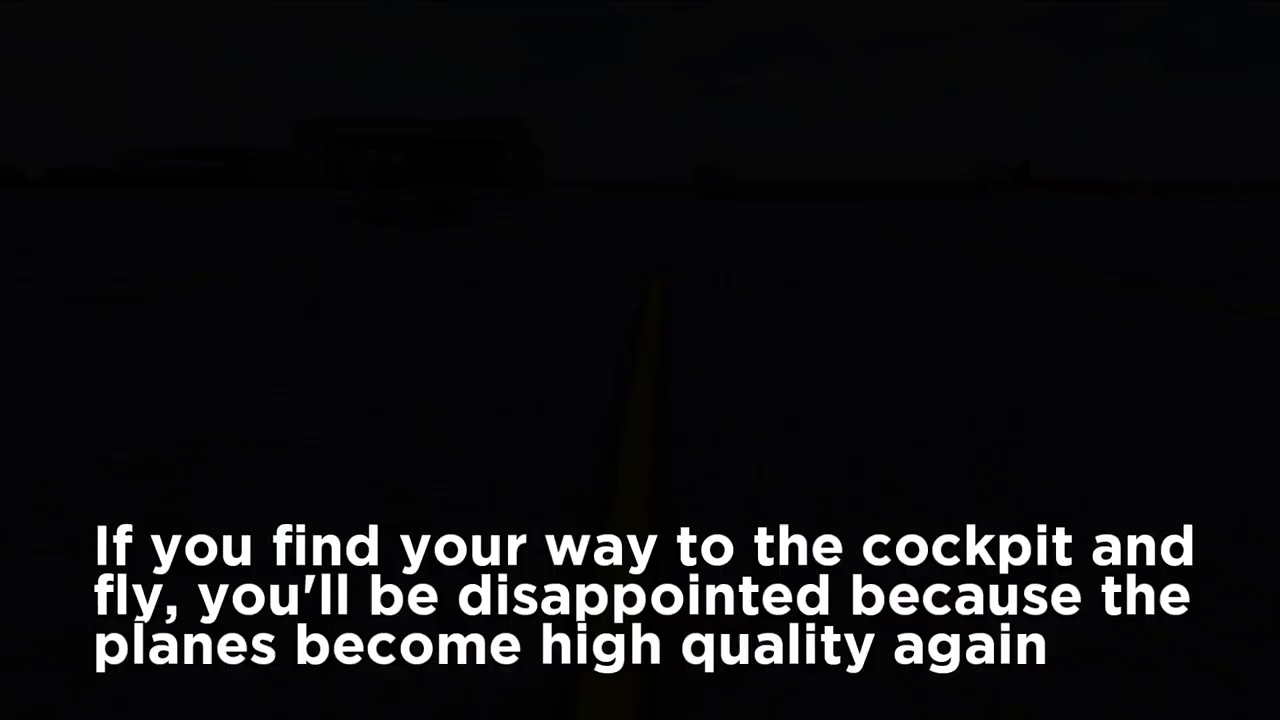 If you find your way to the cockpit and
fly, you'll be disappointed because the
planes become high quality again